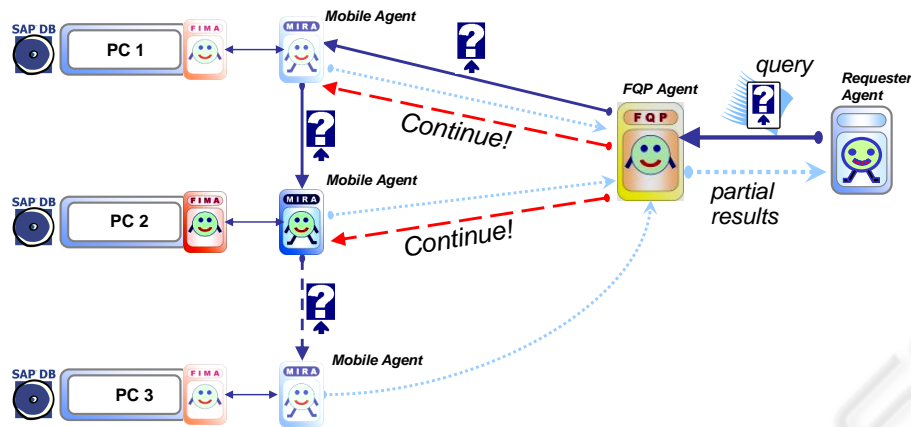 Mobile Agent
SAP DB
PC 1
FIMA
MIRA
?
query
Requester
Agent
FQP Agent
?
FQP
Continue!
?
Mobile Agent
SAP DB
PC 2
FIMA
MIRA
Continue!
partial
results
?
Mobile Agent
SAP DB
PC 3
FIMA
MIRA